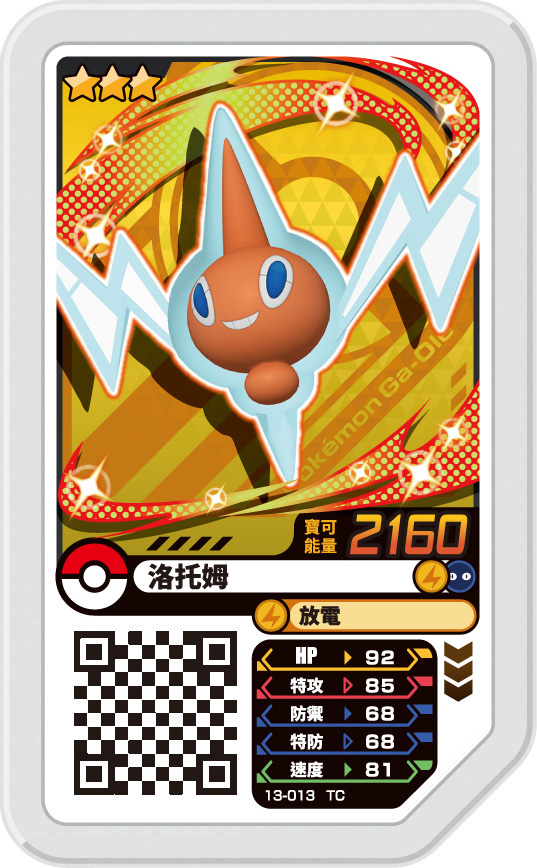 Pokémon Ga-Olé
寶可
能量 2160
洛托姆
放電
HP 92
特攻 85
防禦 68
特防 68
速度 81
13-013 TC